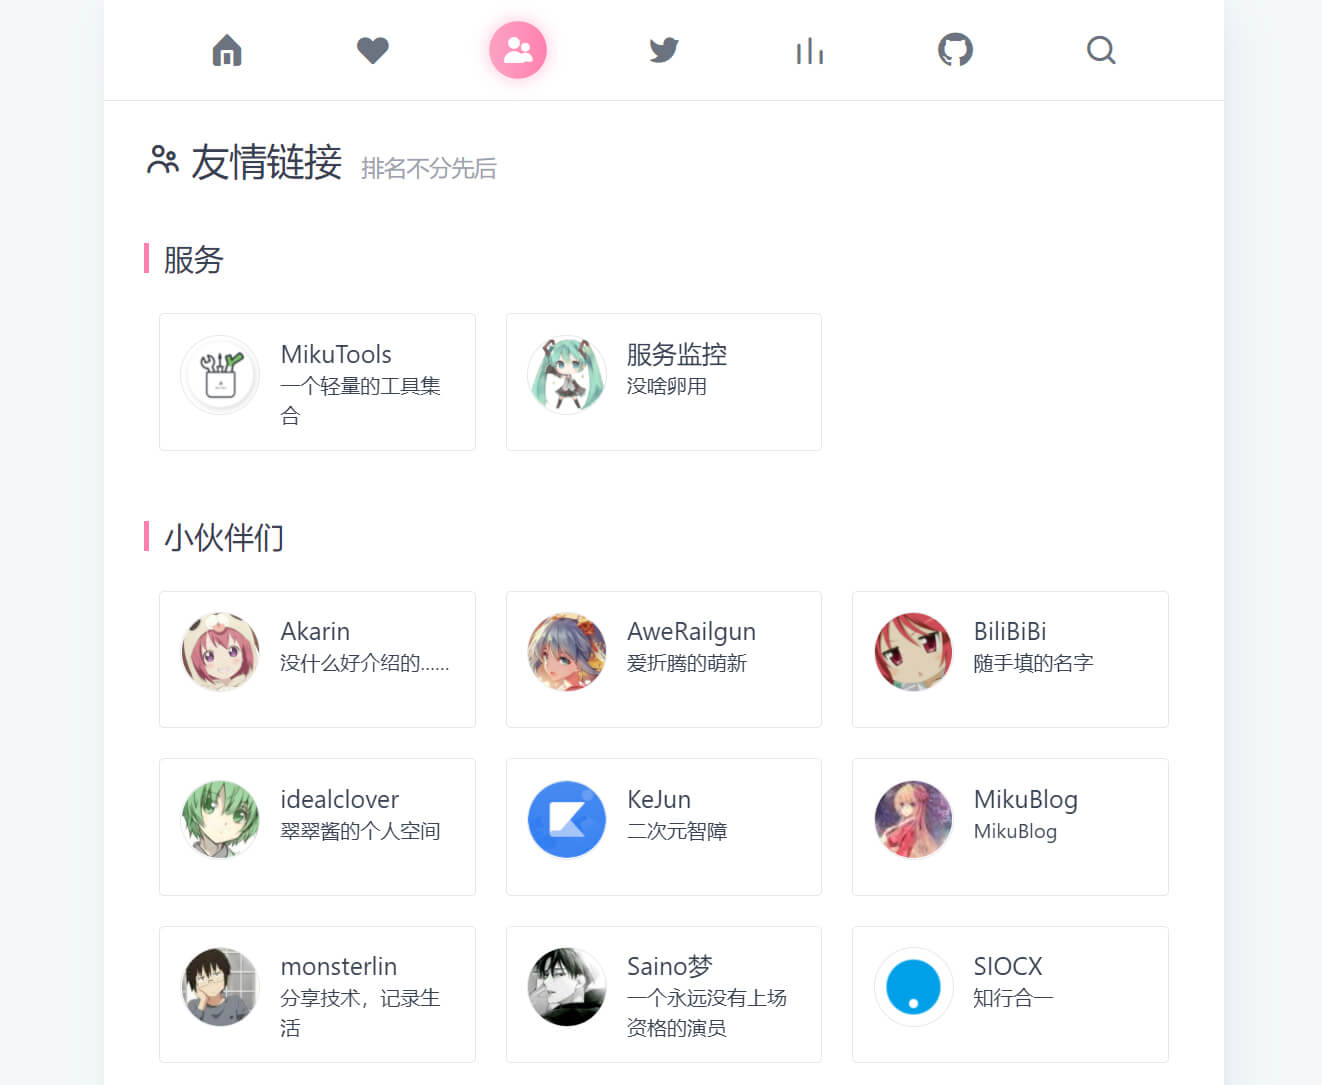 友情链接 排名不分先后
服务
MikuTools
一个轻量的工具集
合
服务监控
没啥卵用
小伙伴们
Akarin
没什么好介绍的......
AweRailgun
爱折腾的萌新
BiliBiBi
随手填的名字
idealclover
翠翠酱的个人空间
KeJun
二次元智障
MikuBlog
MikuBlog
monsterlin
分享技术，记录生
活
Saino梦
一个永远没有上场
资格的演员
SIOCX
知行合一